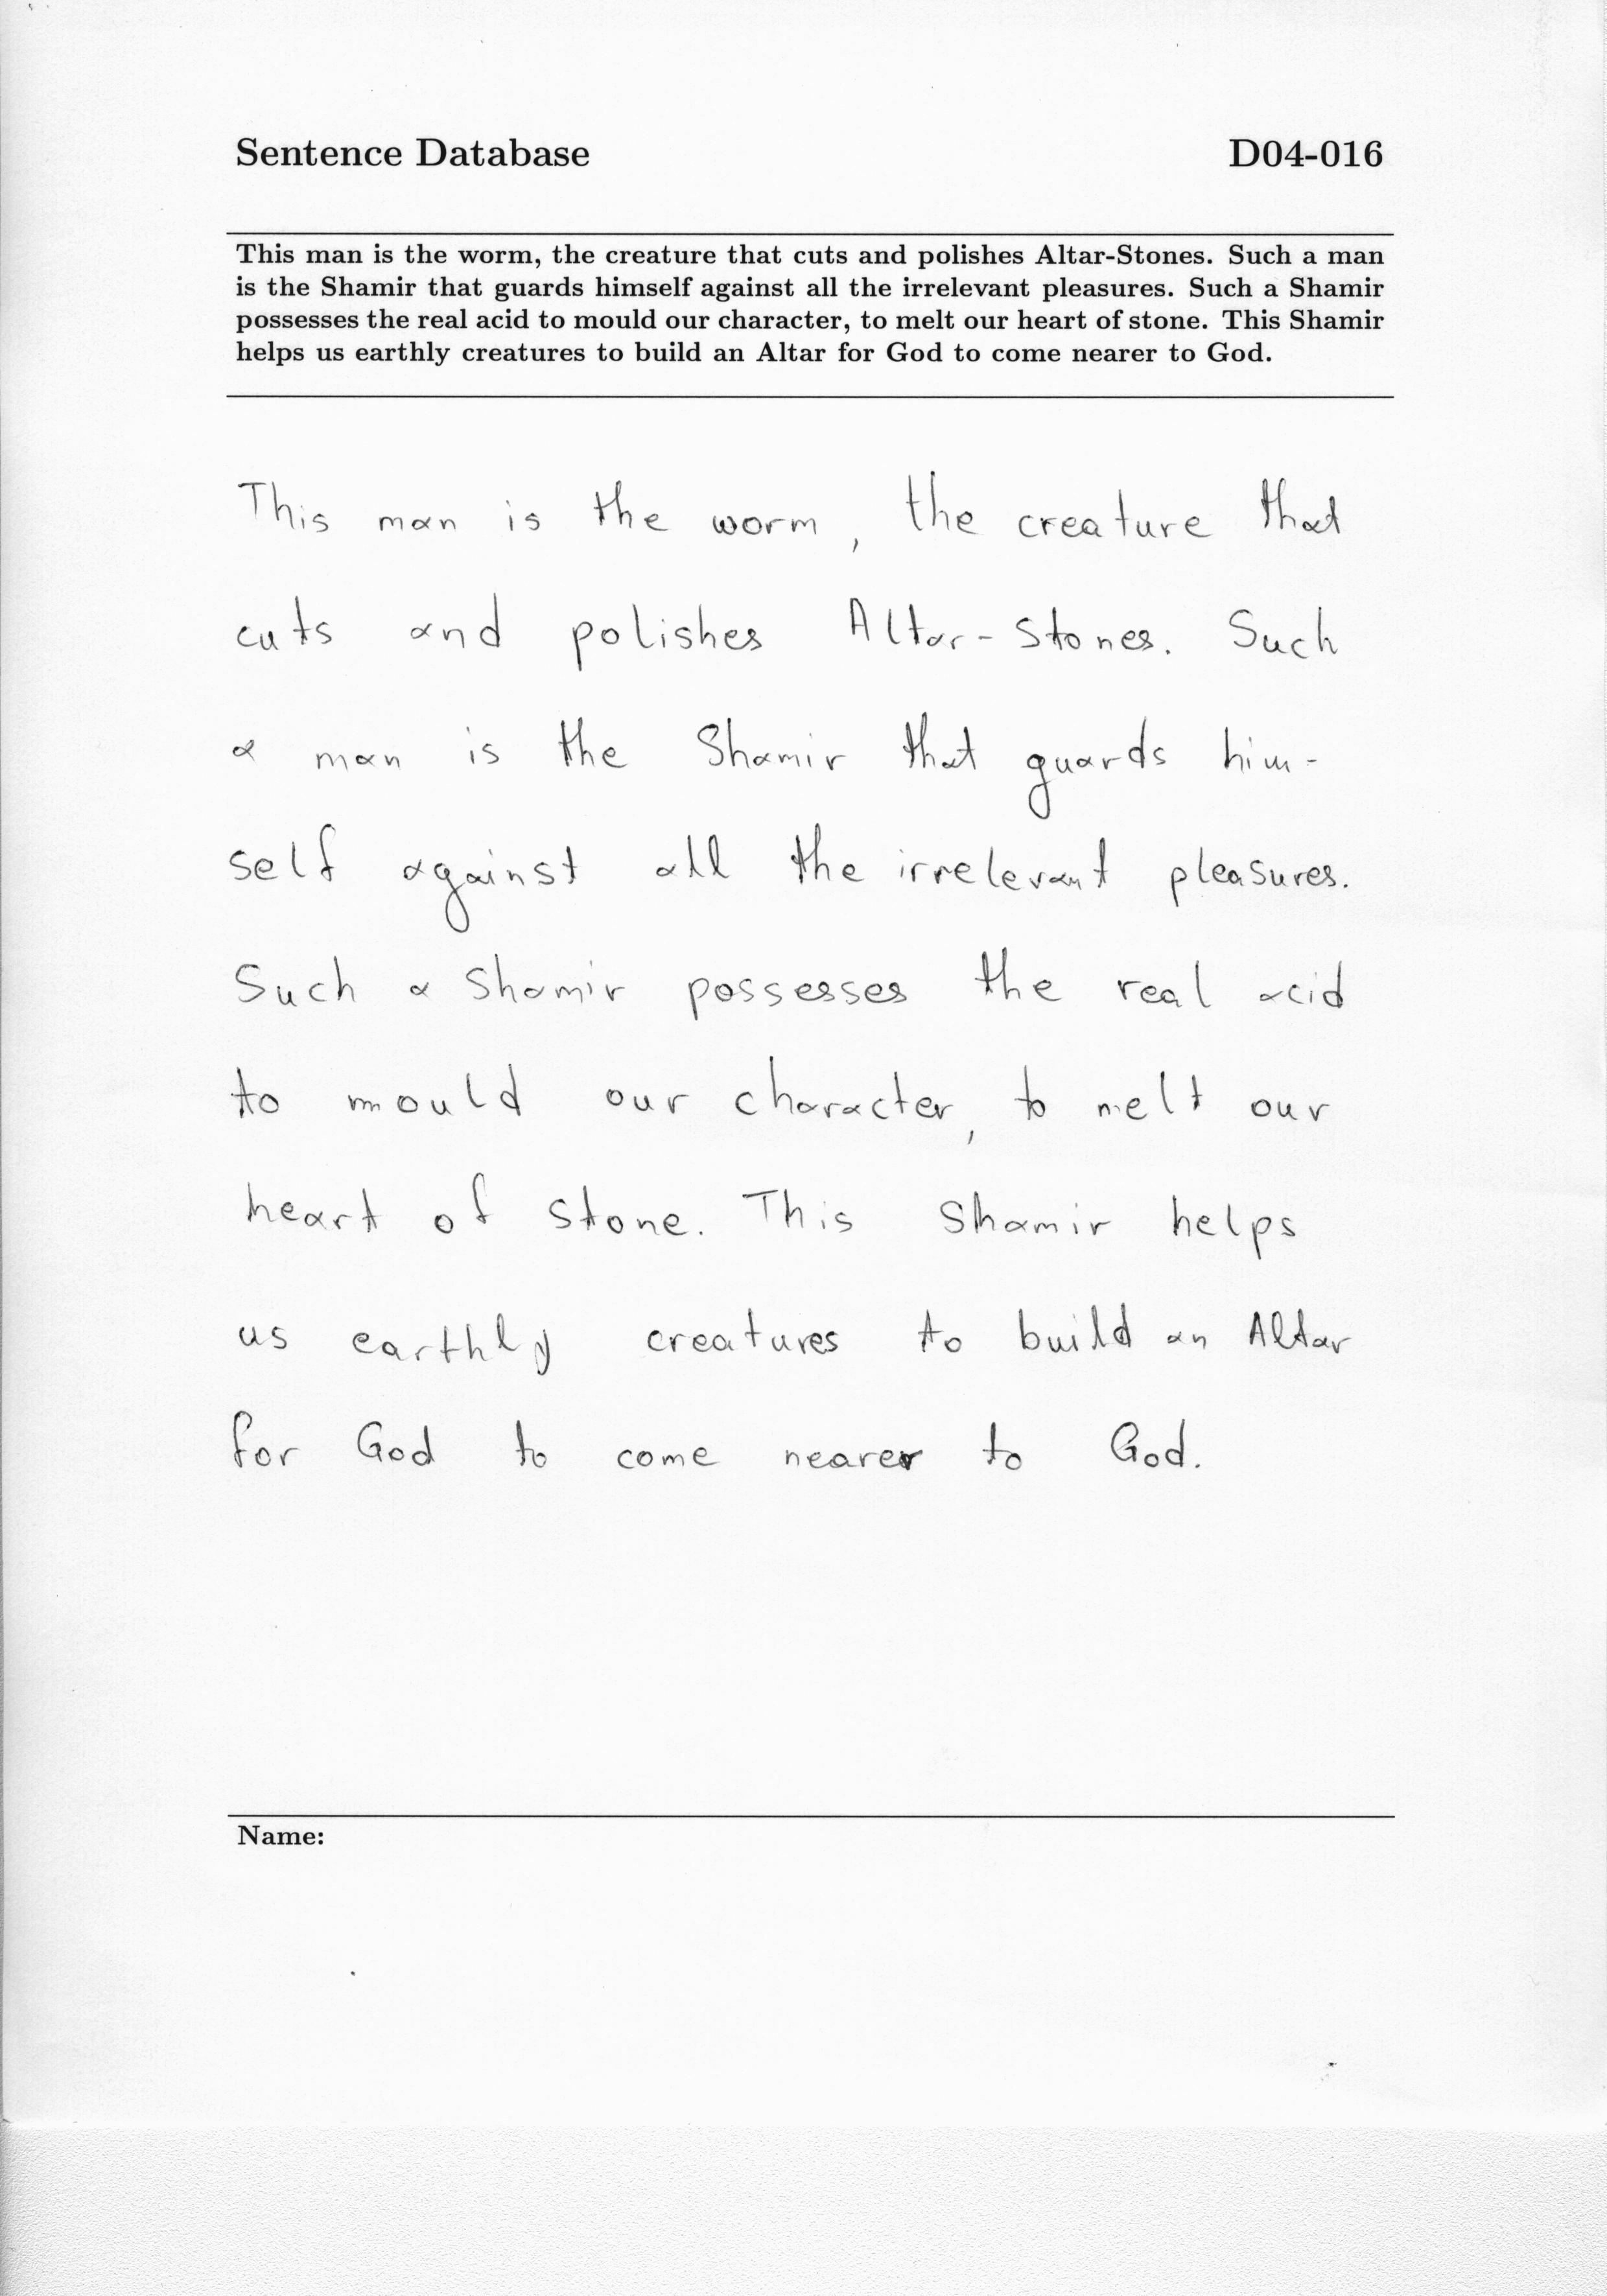 Sentence Database D04-016
This man is the worm, the creature that cuts and polishes Altar-Stones. Such a man
is the Shamir that guards himself against all the irrelevant pleasures. Such a Shamir
possesses the real acid to mould our character, to melt our heart of stone. This Shamir
helps us earthly creatures to build an Altar for God to come nearer to God.
This man is the worm, the creature that
cuts and polishes Altar-Stones. Such
a man is the Shamir that guards him-
self against all the irrelevant pleasures.
Such a Shamir possesses the real acid
to mould our character, to melt our
heart of stone. This Shamir helps
us earthly creatures to build an Altar
for God to come nearer to God.
Name: